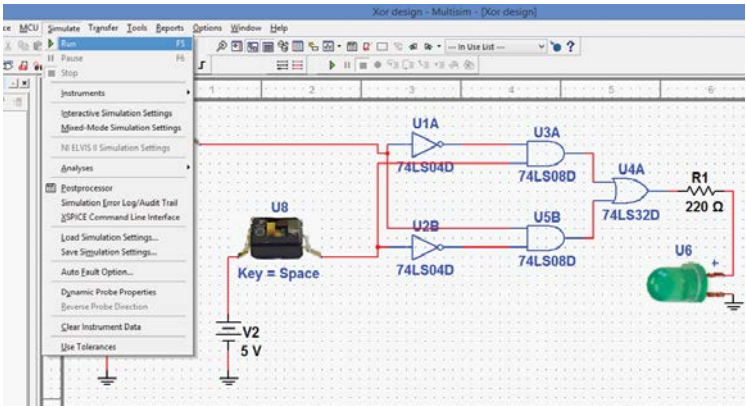 Xor design - Multisim - [Xor design]
MCU Simulate Transfer Tools Reports Options Window Help
Run F5
Pause F6
Stop
Instruments
Interactive Simulation Settings
Mixed-Mode Simulation Settings
NI ELVIS II Simulation Settings
Analyses
Postprocessor
Simulation Error Log/Audit Trail
XSPICE Command Line Interface
Load Simulation Settings...
Save Simulation Settings...
Auto Fault Option...
Dynamic Probe Properties
Reverse Probe Direction
Clear Instrument Data
Use Tolerances
--- In Use List ---
1 2 3 4 5 6
U1A
74LS04D
U3A
74LS08D
U4A
74LS32D
R1
220 Ω
U8
Key = Space
U2B
74LS04D
U5B
74LS08D
U6
+
V2
5 V